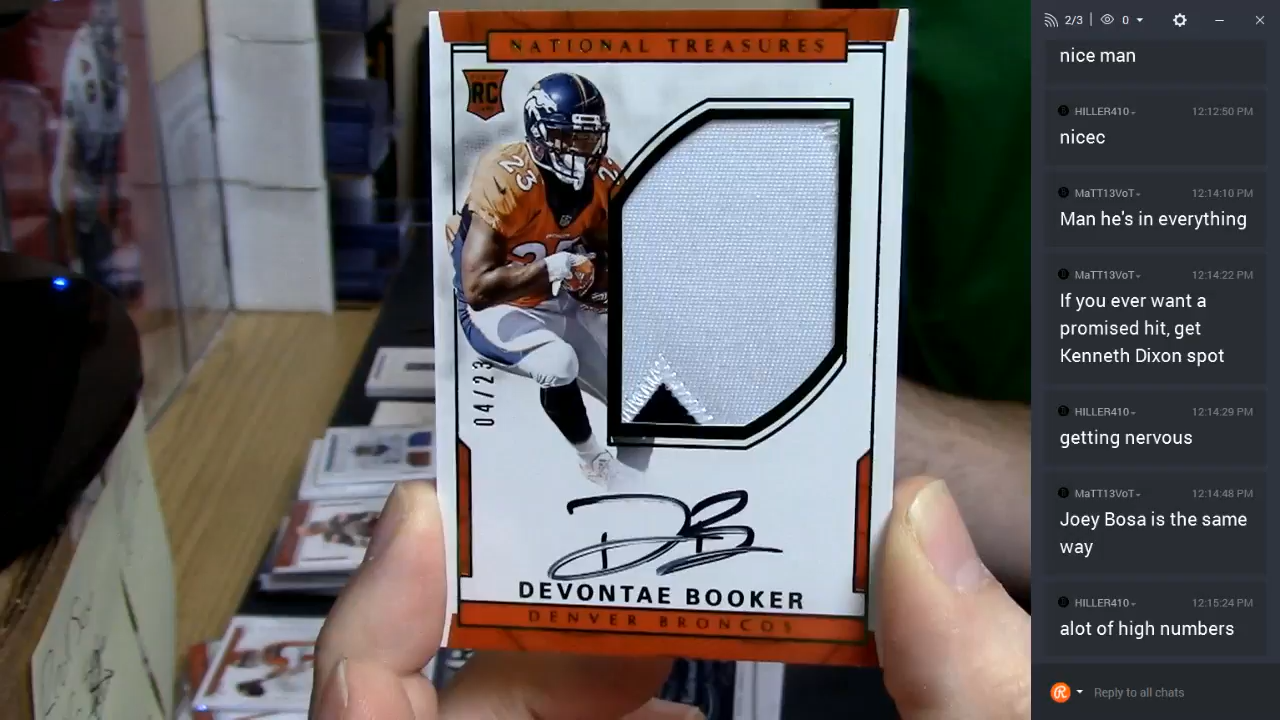 NATIONAL TREASURES
RC
23
04/23
DB
DEVONTAE BOOKER
DENVER BRONCOS
2/3
0
nice man
HILLER410
12:12:50 PM
nicec
MaTT13VoT
12:14:10 PM
Man he's in everything
MaTT13VoT
12:14:22 PM
If you ever want a
promised hit, get
Kenneth Dixon spot
HILLER410
12:14:29 PM
getting nervous
MaTT13VoT
12:14:48 PM
Joey Bosa is the same
way
HILLER410
12:15:24 PM
alot of high numbers
Reply to all chats